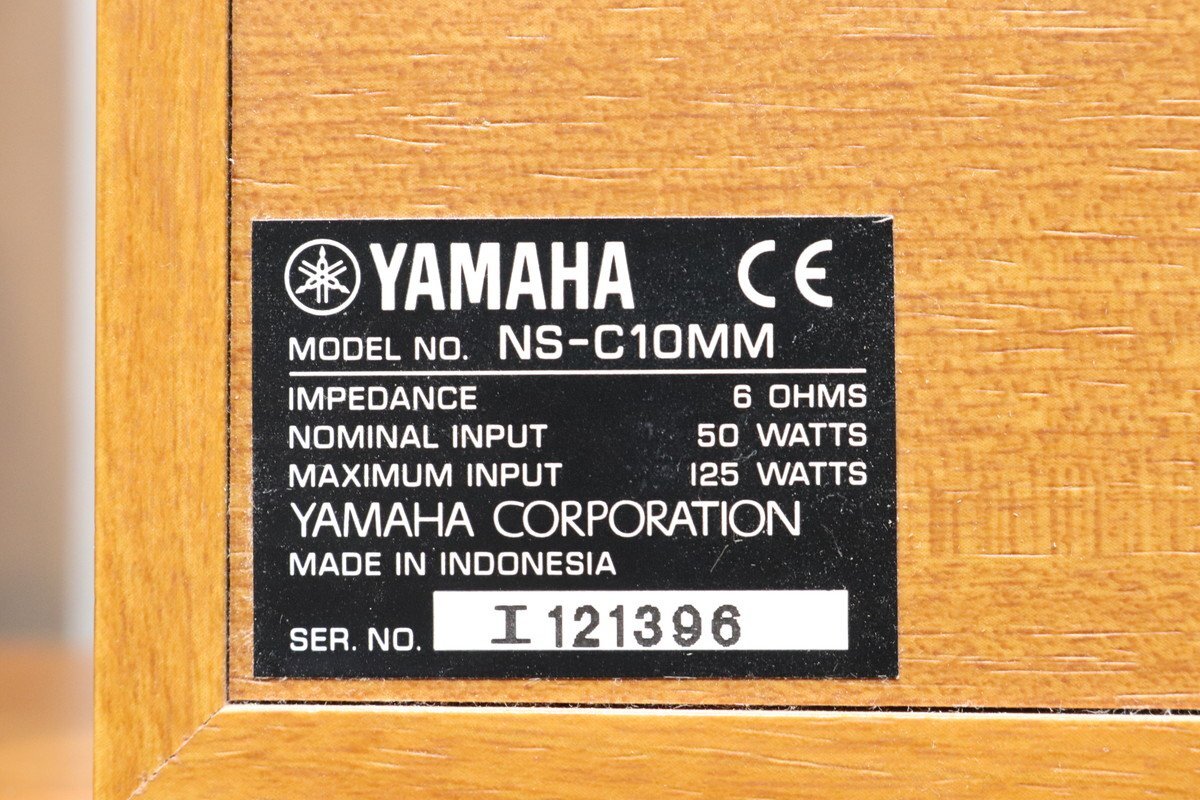 YAMAHA CE
MODEL NO. NS-C10MM
IMPEDANCE 6 OHMS
NOMINAL INPUT 50 WATTS
MAXIMUM INPUT 125 WATTS
YAMAHA CORPORATION
MADE IN INDONESIA
SER. NO. I 121396